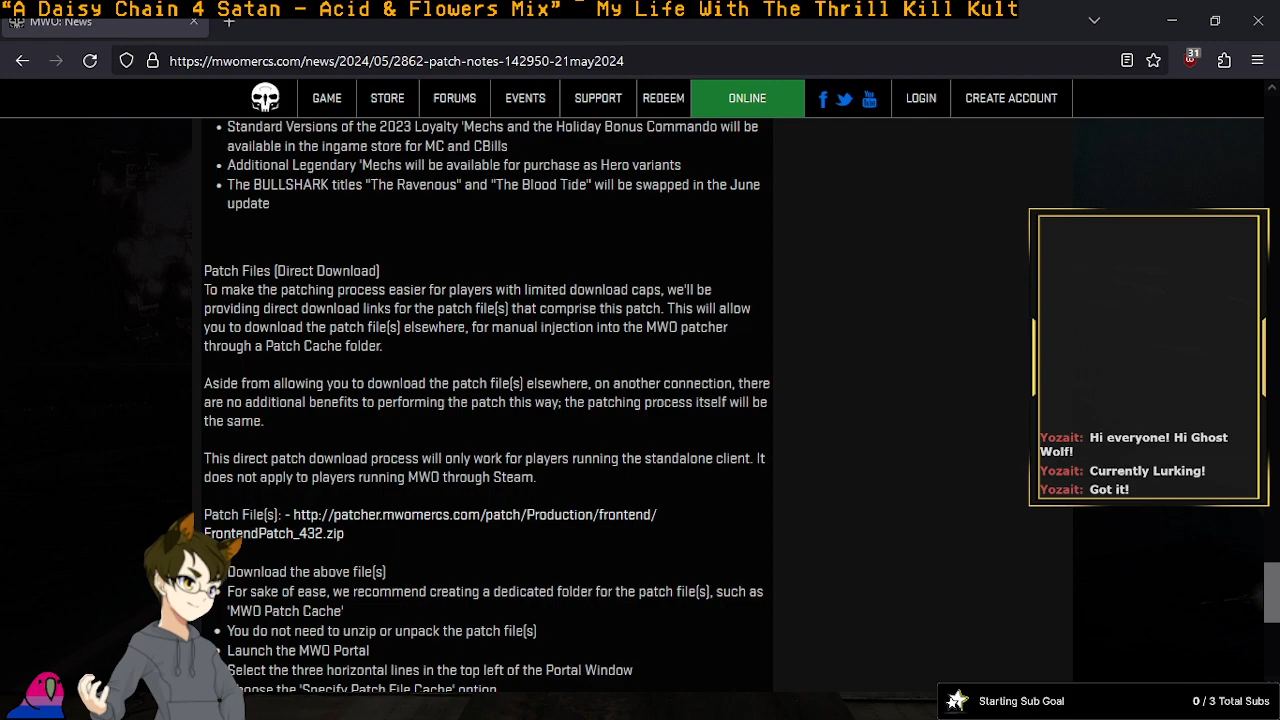 “A Daisy Chain 4 Satan – Acid & Flowers Mix” ~ My Life With The Thrill Kill Kult
MWO: News
https://mwomercs.com/news/2024/05/2862-patch-notes-142950-21may2024
31
GAME STORE FORUMS EVENTS SUPPORT REDEEM ONLINE LOGIN CREATE ACCOUNT
• Standard Versions of the 2023 Loyalty 'Mechs and the Holiday Bonus Commando will be
available in the ingame store for MC and CBills
• Additional Legendary 'Mechs will be available for purchase as Hero variants
• The BULLSHARK titles "The Ravenous" and "The Blood Tide" will be swapped in the June
update
Patch Files (Direct Download)
To make the patching process easier for players with limited download caps, we'll be
providing direct download links for the patch file(s) that comprise this patch. This will allow
you to download the patch file(s) elsewhere, for manual injection into the MWO patcher
through a Patch Cache folder.
Aside from allowing you to download the patch file(s) elsewhere, on another connection, there
are no additional benefits to performing the patch this way; the patching process itself will be
the same.
This direct patch download process will only work for players running the standalone client. It
does not apply to players running MWO through Steam.
Patch File(s): - http://patcher.mwomercs.com/patch/Production/frontend/
FrontendPatch_432.zip
Download the above file(s)
For sake of ease, we recommend creating a dedicated folder for the patch file(s), such as
'MWO Patch Cache'
• You do not need to unzip or unpack the patch file(s)
Launch the MWO Portal
Select the three horizontal lines in the top left of the Portal Window
Choose the 'Specify Patch File Cache' option
Yozait: Hi everyone! Hi Ghost
Wolf!
Yozait: Currently Lurking!
Yozait: Got it!
Starting Sub Goal 0 / 3 Total Subs